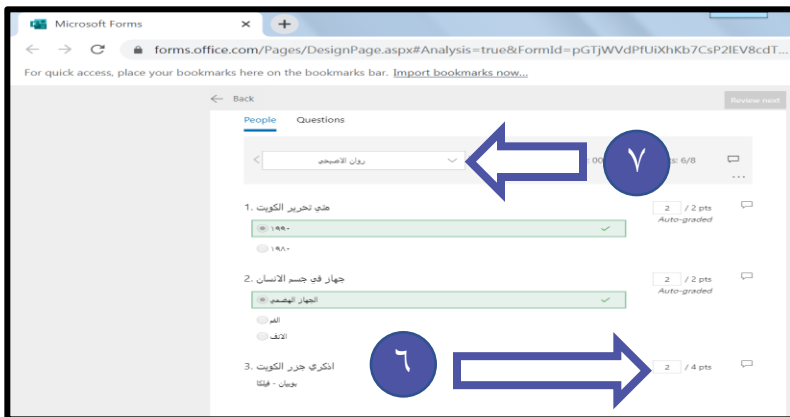 Microsoft Forms
forms.office.com/Pages/DesignPage.aspx#Analysis=true&FormId=pGTjWVdPfUiXhKb7CsP2lEV8cdT...
For quick access, place your bookmarks here on the bookmarks bar. Import bookmarks now...
Back
Review next
People Questions
روان الاصبحي
٧
: 00
s: 6/8
1. متى تحرير الكويت
2 / 2 pts
Auto-graded
١٩٩٠
١٩٨٠
2. جهاز في جسم الانسان
2 / 2 pts
Auto-graded
الجهاز الهضمي
الفم
الانف
3. اذكري جزر الكويت
2 / 4 pts
بوبيان - فيلكا
٦